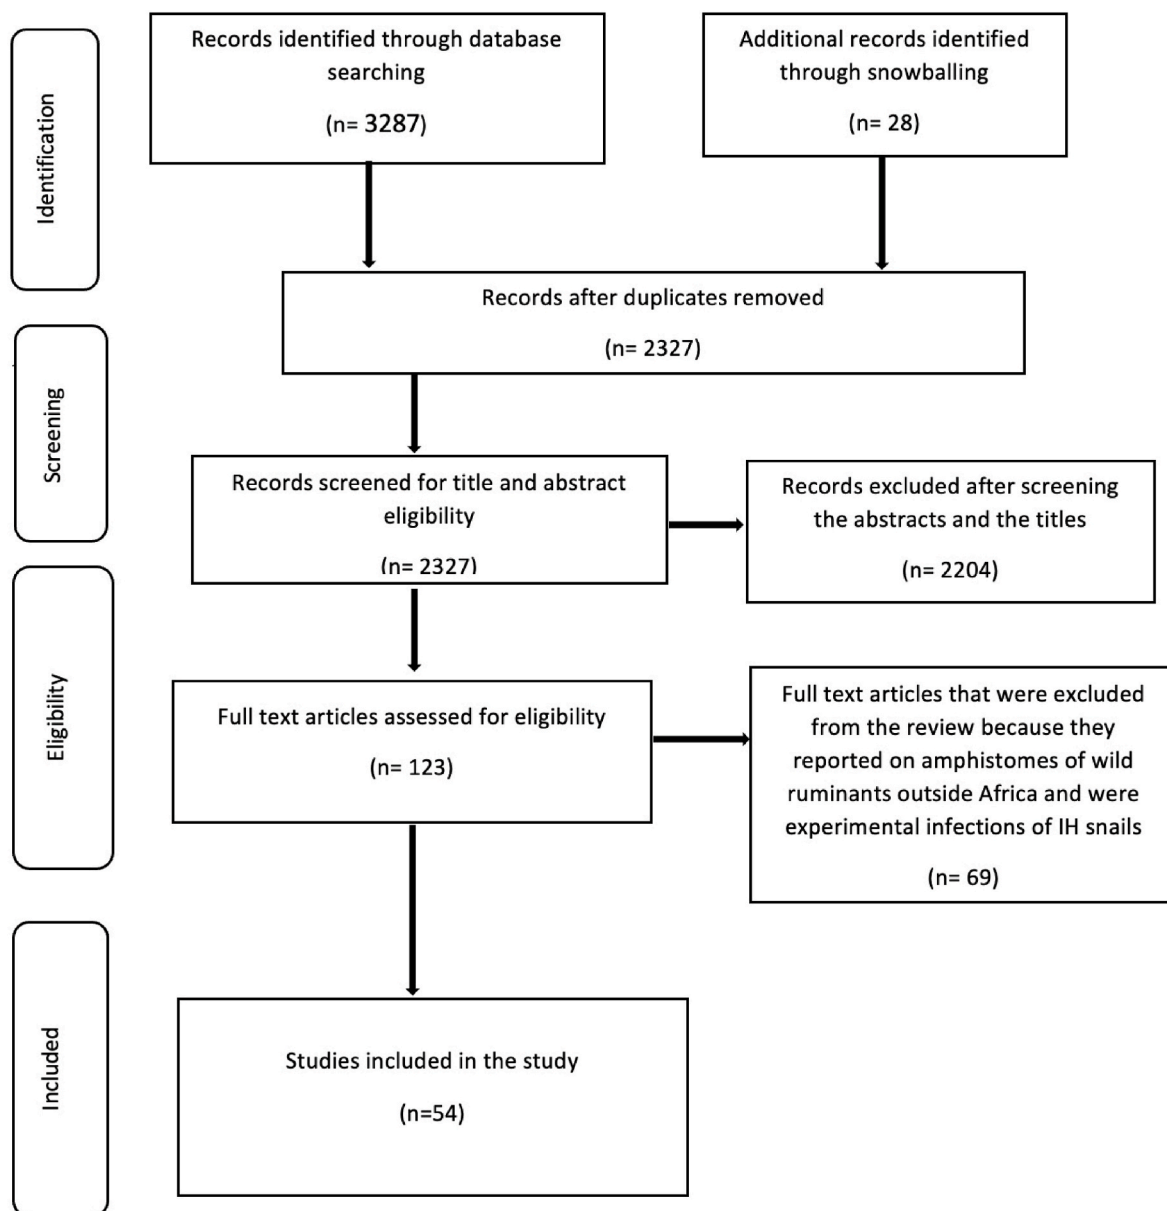 Identification
Records identified through database
searching
(n= 3287)
Additional records identified
through snowballing
(n= 28)
Records after duplicates removed
(n= 2327)
Screening
Records screened for title and abstract
eligibility
(n= 2327)
Records excluded after screening
the abstracts and the titles
(n= 2204)
Eligibility
Full text articles assessed for eligibility
(n= 123)
Full text articles that were excluded
from the review because they
reported on amphistomes of wild
ruminants outside Africa and were
experimental infections of IH snails
(n= 69)
Included
Studies included in the study
(n=54)